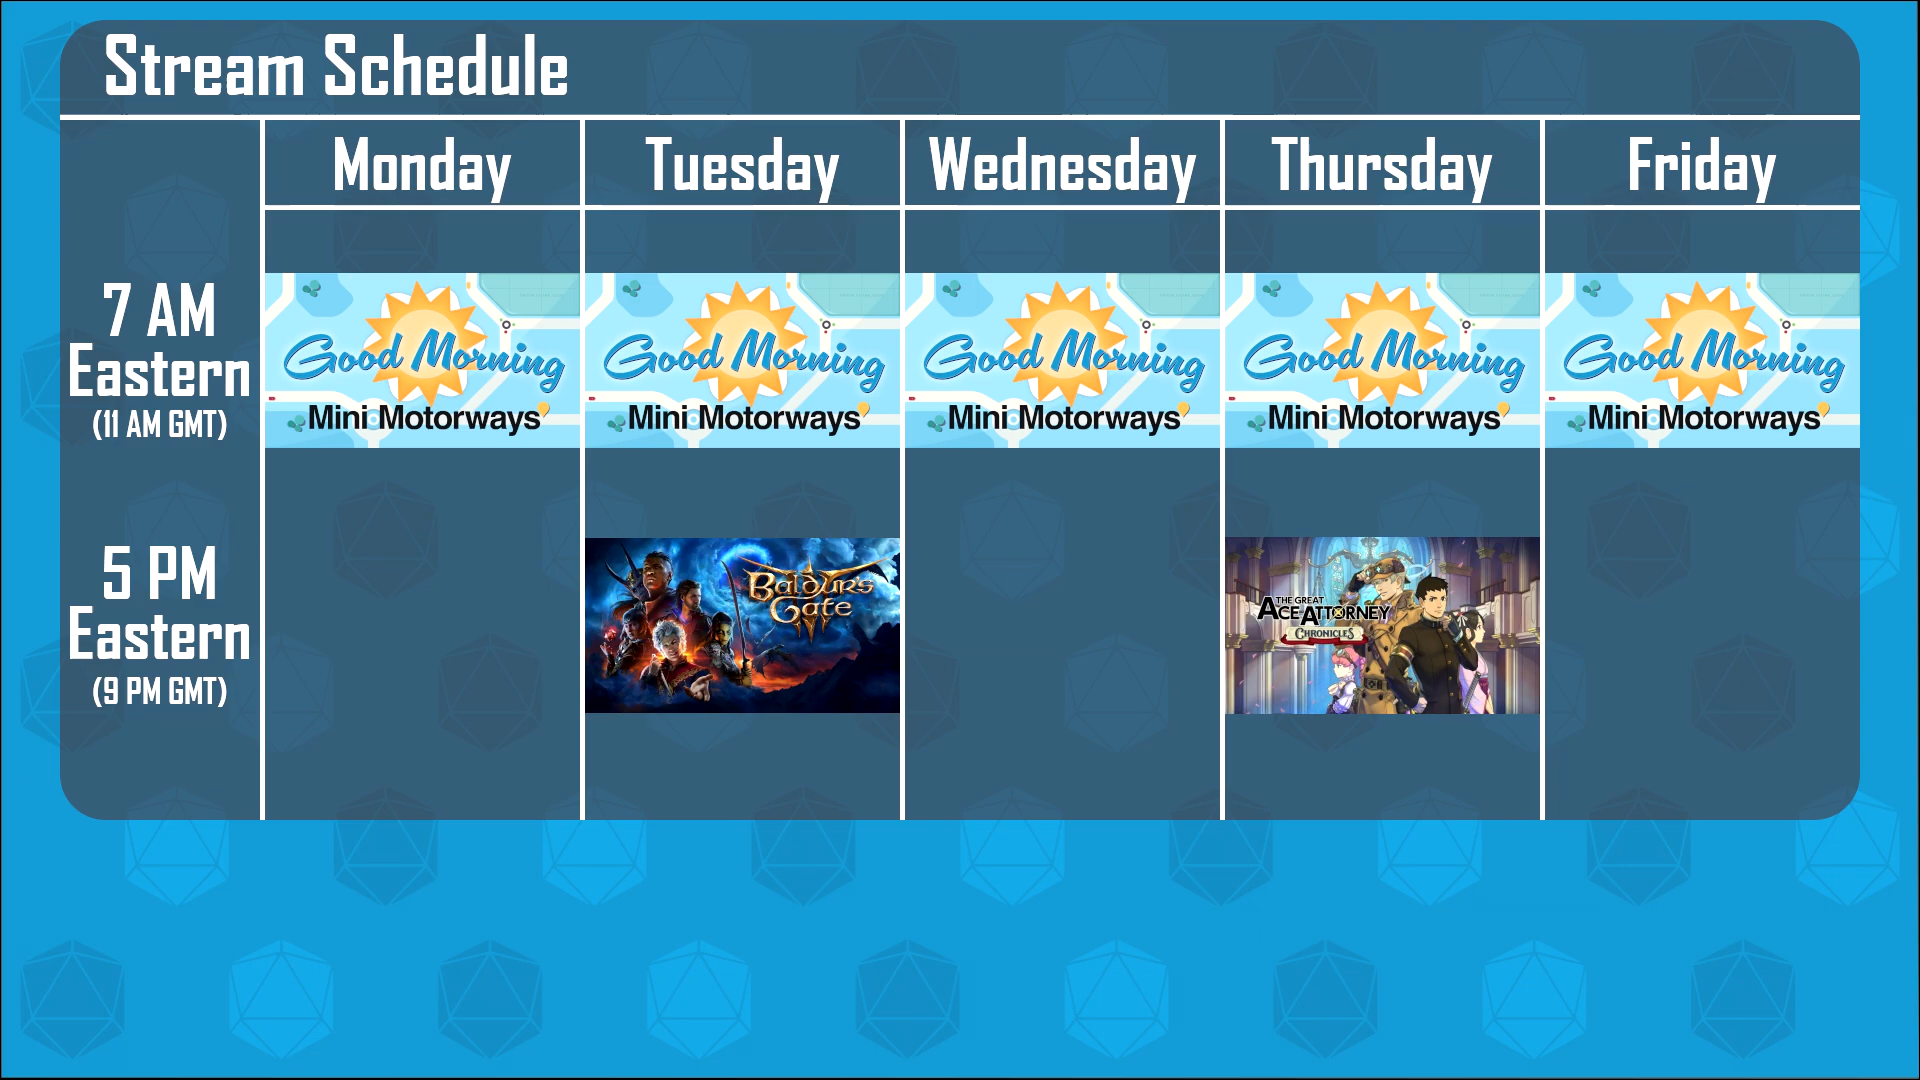 Stream Schedule
Monday Tuesday Wednesday Thursday Friday
7 AM
Eastern
(11 AM GMT)
Good Morning
Mini Motorways
Good Morning
Mini Motorways
Good Morning
Mini Motorways
Good Morning
Mini Motorways
Good Morning
Mini Motorways
5 PM
Eastern
(9 PM GMT)
Baldur's
Gate
III
THE GREAT
ACE ATTORNEY
CHRONICLES